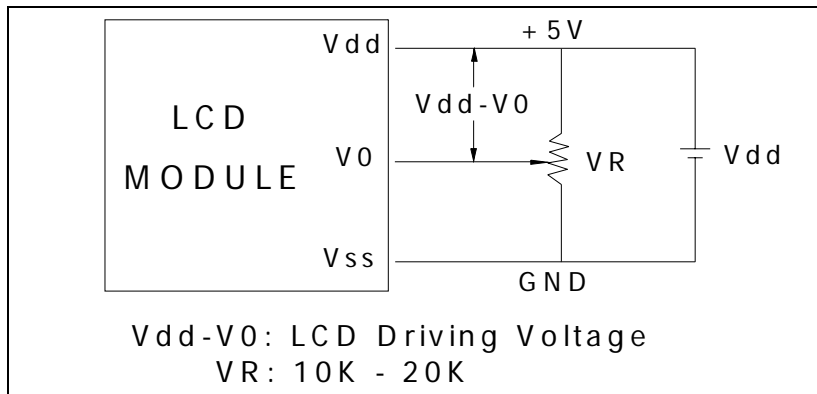 Vdd
+5V
Vdd-V0
LCD
MODULE
V0
VR
Vdd
Vss
GND
Vdd-V0: LCD Driving Voltage
VR: 10K - 20K